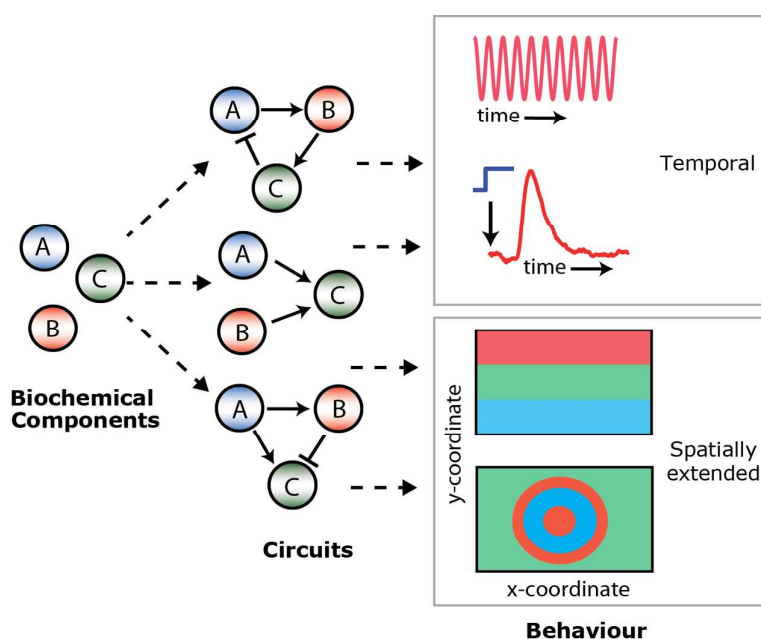 A
B
C
A
C
B
Biochemical
Components
A
B
C
A
B
C
Circuits
time
Temporal
time
y-coordinate
Spatially
extended
x-coordinate
Behaviour